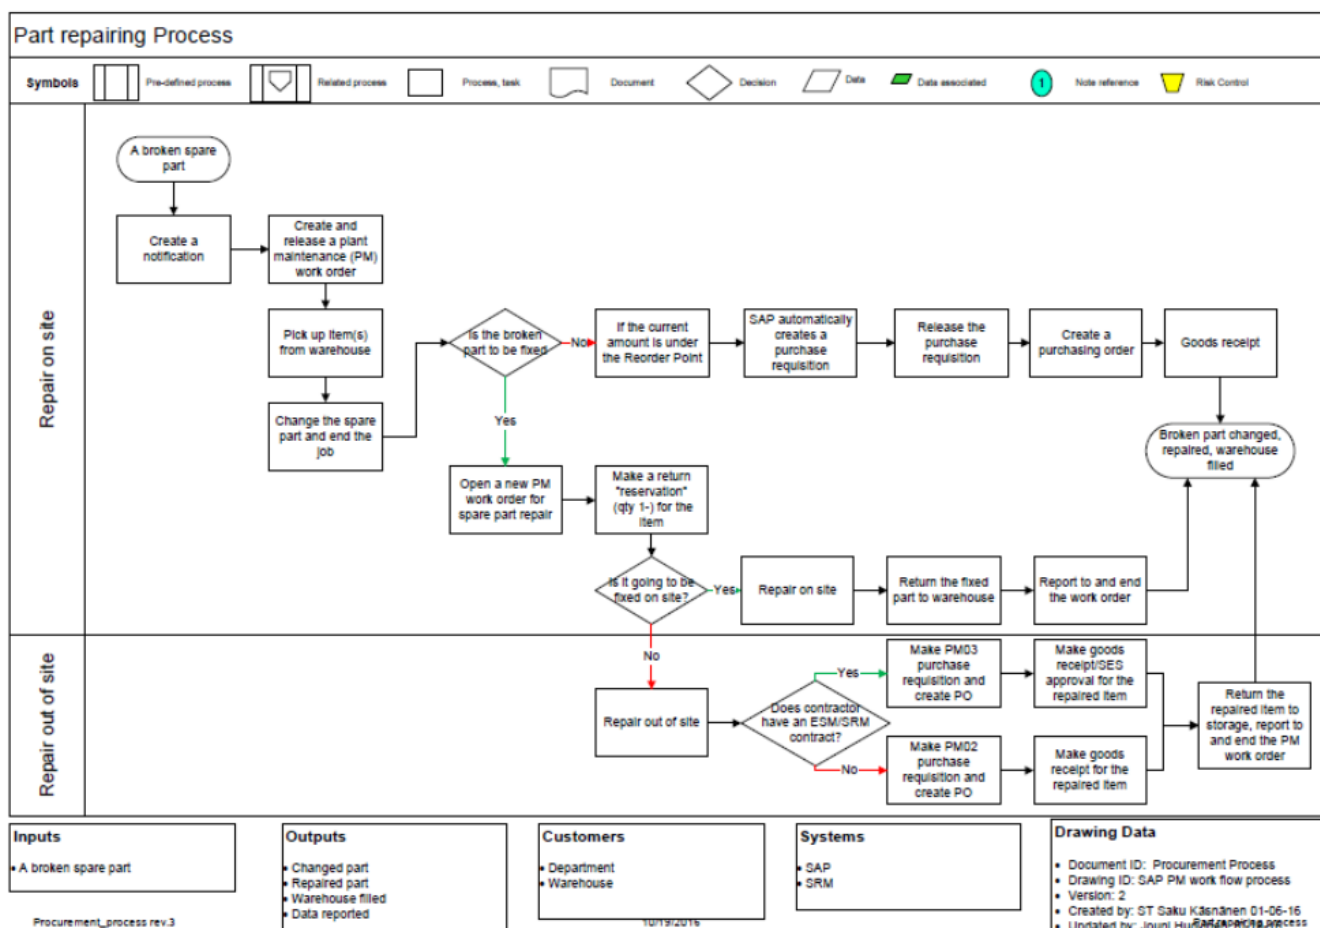 Part repairing Process
Symbols
Pre-defined process
Related process
Process, task
Document
Decision
Data
Data associated
1
Note reference
Risk Control
Repair on site
A broken spare
part
Create a
notification
Create and
release a plant
maintenance (PM)
work order
Pick up item(s)
from warehouse
Change the spare
part and end the
job
Is the broken
part to be fixed
No
If the current
amount is under
the Reorder Point
SAP automatically
creates a
purchase
requisition
Release the
purchase
requisition
Create a
purchasing order
Goods receipt
Broken part changed,
repaired, warehouse
filled
Yes
Open a new PM
work order for
spare part repair
Make a return
"reservation"
(qty 1-) for the
item
Is it going to be
fixed on site?
Yes
Repair on site
Return the fixed
part to warehouse
Report to and end
the work order
No
Repair out of site
Repair out of site
Does contractor
have an ESM/SRM
contract?
Yes
Make PM03
purchase
requisition and
create PO
Make goods
receipt/SES
approval for the
repaired item
No
Make PM02
purchase
requisition and
create PO
Make goods
receipt for the
repaired item
Return the
repaired item to
storage, report to
and end the PM
work order
Inputs
• A broken spare part
Outputs
• Changed part
• Repaired part
• Warehouse filled
• Data reported
Customers
• Department
• Warehouse
Systems
• SAP
• SRM
Drawing Data
• Document ID: Procurement Process
• Drawing ID: SAP PM work flow process
• Version: 2
• Created by: ST Saku Käsnänen 01-06-16
• Updated by: Jouni
Procurement_process rev.3
10/19/2016
Part repairing process